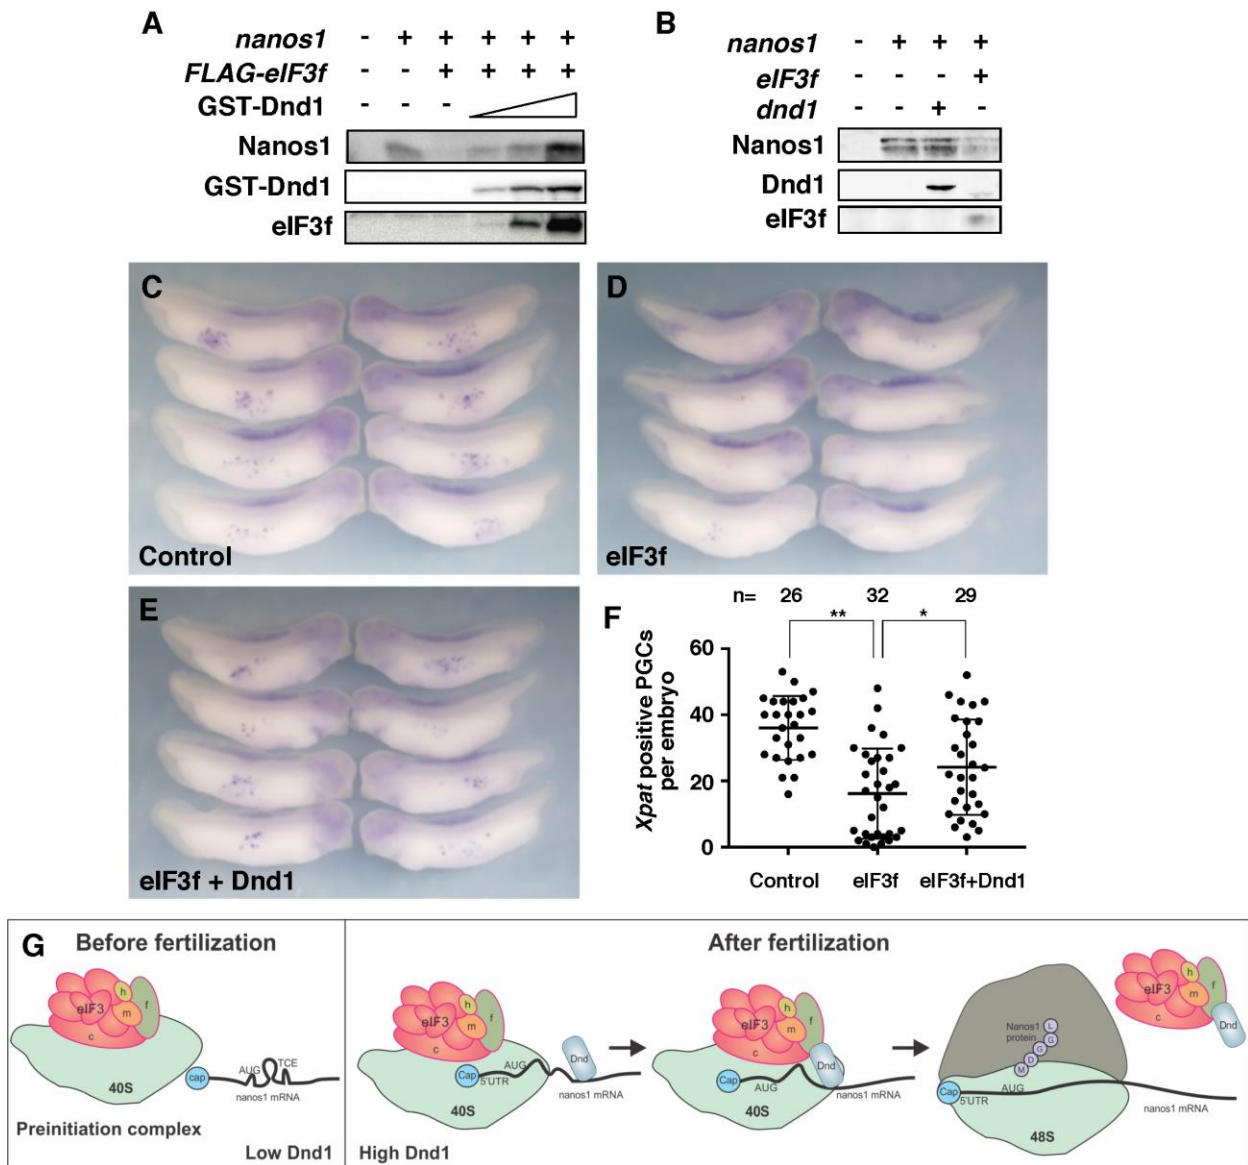 A
nanos1 - + + + + +
FLAG-eIF3f - - + + + +
GST-Dnd1 - - -
Nanos1
GST-Dnd1
eIF3f
B
nanos1 - + + +
eIF3f - - - +
dnd1 - - + -
Nanos1
Dnd1
eIF3f
C
Control
D
eIF3f
E
eIF3f + Dnd1
F
n= 26 32 29
** *
Xpat positive PGCs
per embryo
60
40
20
0
Control eIF3f eIF3f+Dnd1
G
Before fertilization
eIF3 h m f c
40S
cap
AUG
TCE
nanos1 mRNA
Preinitiation complex
Low Dnd1
After fertilization
eIF3 h m f c
Dnd
Cap
AUG
5'UTR
nanos1 mRNA
40S
High Dnd1
eIF3 h m f c
Dnd
Cap
AUG
nanos1 mRNA
40S
eIF3 h m f c
Dnd
Nanos1
protein
L
G
G
D
M
Cap
AUG
5'UTR
nanos1 mRNA
48S